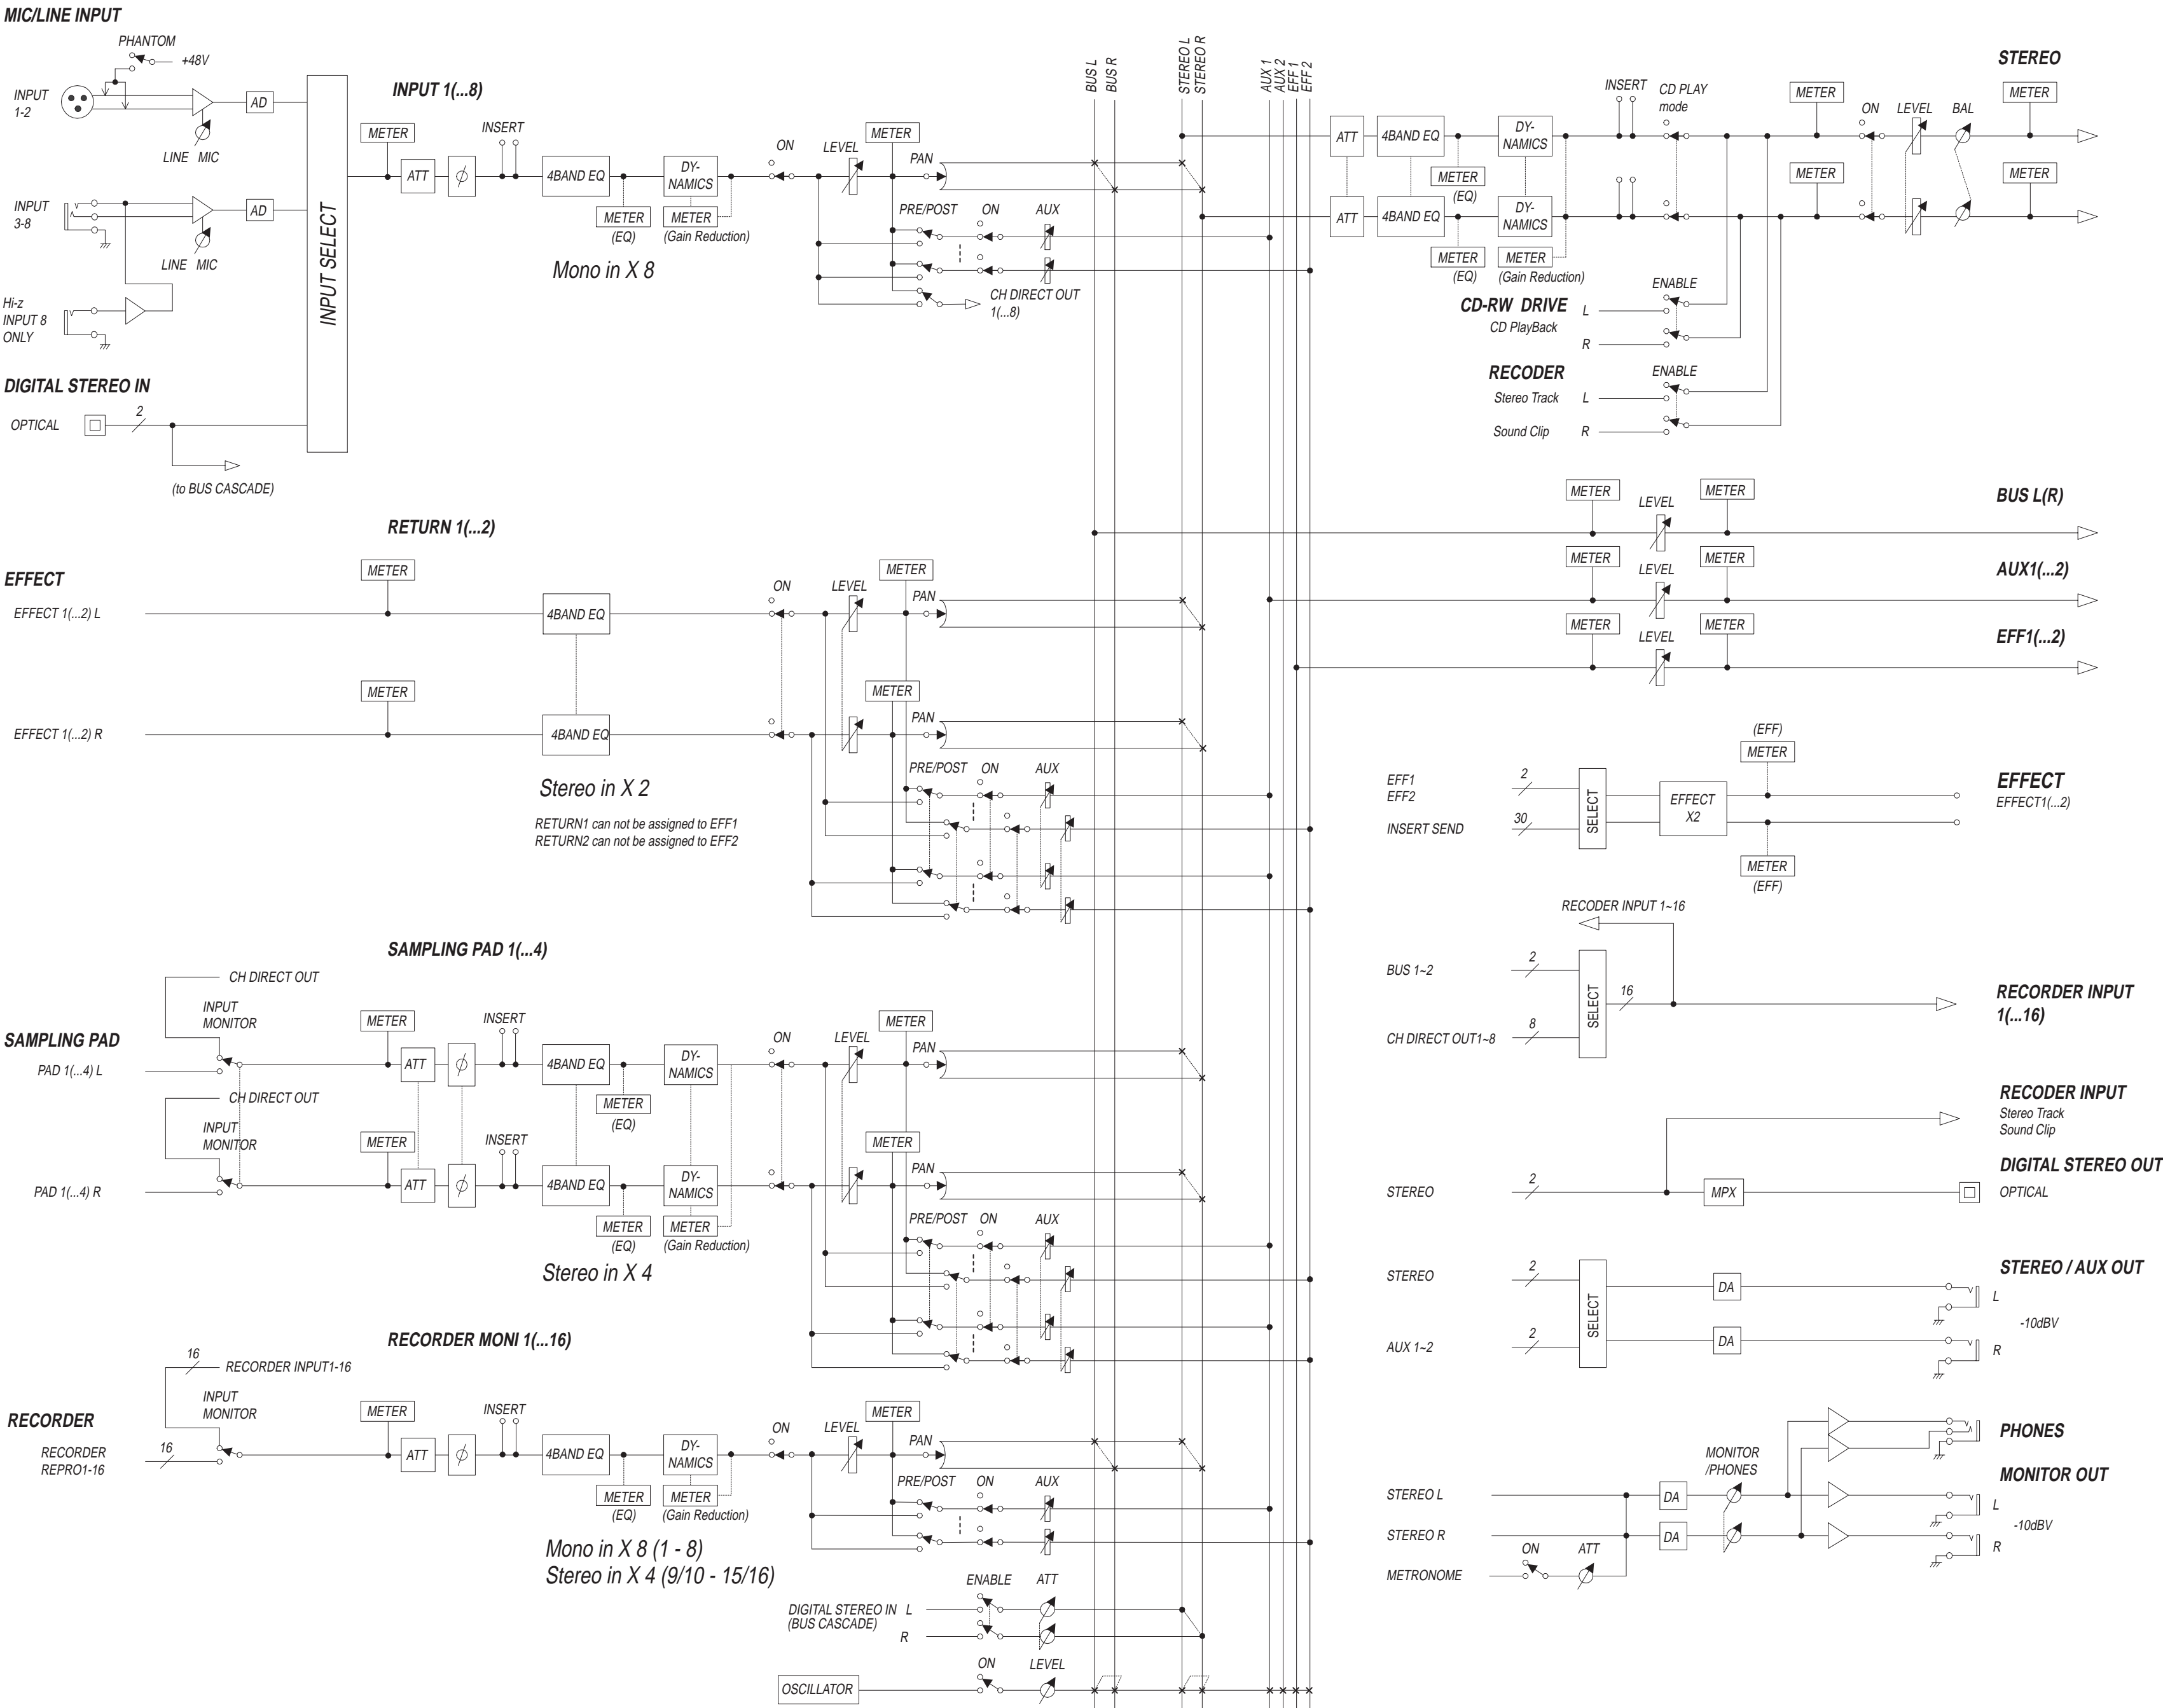 MIC/LINE INPUT
PHANTOM
+48V
INPUT
1-2
AD
LINE MIC
INPUT
3-8
AD
LINE MIC
Hi-z
INPUT 8
ONLY
DIGITAL STEREO IN
OPTICAL
2
(to BUS CASCADE)
INPUT SELECT
INPUT 1(...8)
METER
ATT
ϕ
INSERT
4BAND EQ
METER
(EQ)
DY-
NAMICS
METER
(Gain Reduction)
Mono in X 8
ON
LEVEL
METER
PAN
PRE/POST
ON
AUX
CH DIRECT OUT
1(...8)
BUS L
BUS R
STEREO L
STEREO R
AUX 1
AUX 2
EFF 1
EFF 2
STEREO
ATT
4BAND EQ
METER
(EQ)
DY-
NAMICS
INSERT
CD PLAY
mode
METER
ON
LEVEL
BAL
METER
ATT
4BAND EQ
METER
(EQ)
DY-
NAMICS
METER
(Gain Reduction)
METER
METER
CD-RW DRIVE
L
CD PlayBack
R
ENABLE
RECODER
Stereo Track
L
Sound Clip
R
ENABLE
METER
LEVEL
METER
BUS L(R)
METER
LEVEL
METER
AUX1(...2)
METER
LEVEL
METER
EFF1(...2)
RETURN 1(...2)
EFFECT
EFFECT 1(...2) L
METER
4BAND EQ
ON
LEVEL
METER
PAN
EFFECT 1(...2) R
METER
4BAND EQ
METER
PAN
Stereo in X 2
RETURN1 can not be assigned to EFF1
RETURN2 can not be assigned to EFF2
PRE/POST
ON
AUX
EFF1
EFF2
2
INSERT SEND
30
SELECT
EFFECT
X2
(EFF)
METER
METER
(EFF)
EFFECT
EFFECT1(...2)
RECODER INPUT 1~16
BUS 1~2
2
CH DIRECT OUT1~8
8
SELECT
16
RECORDER INPUT
1(...16)
SAMPLING PAD 1(...4)
CH DIRECT OUT
INPUT
MONITOR
SAMPLING PAD
PAD 1(...4) L
METER
ATT
ϕ
INSERT
4BAND EQ
METER
(EQ)
DY-
NAMICS
ON
LEVEL
METER
PAN
CH DIRECT OUT
INPUT
MONITOR
PAD 1(...4) R
METER
ATT
ϕ
INSERT
4BAND EQ
METER
(EQ)
DY-
NAMICS
METER
(Gain Reduction)
METER
PAN
Stereo in X 4
PRE/POST
ON
AUX
RECODER INPUT
Stereo Track
Sound Clip
DIGITAL STEREO OUT
STEREO
2
MPX
OPTICAL
STEREO / AUX OUT
STEREO
2
AUX 1~2
2
SELECT
DA
DA
L
-10dBV
R
RECORDER MONI 1(...16)
16
RECORDER INPUT1-16
INPUT
MONITOR
RECORDER
RECORDER
REPRO1-16
16
METER
ATT
ϕ
INSERT
4BAND EQ
METER
(EQ)
DY-
NAMICS
METER
(Gain Reduction)
ON
LEVEL
METER
PAN
PRE/POST
ON
AUX
Mono in X 8 (1 - 8)
Stereo in X 4 (9/10 - 15/16)
PHONES
MONITOR
/PHONES
MONITOR OUT
STEREO L
DA
L
-10dBV
STEREO R
DA
R
METRONOME
ON
ATT
ENABLE
ATT
DIGITAL STEREO IN L
(BUS CASCADE)
R
OSCILLATOR
ON
LEVEL